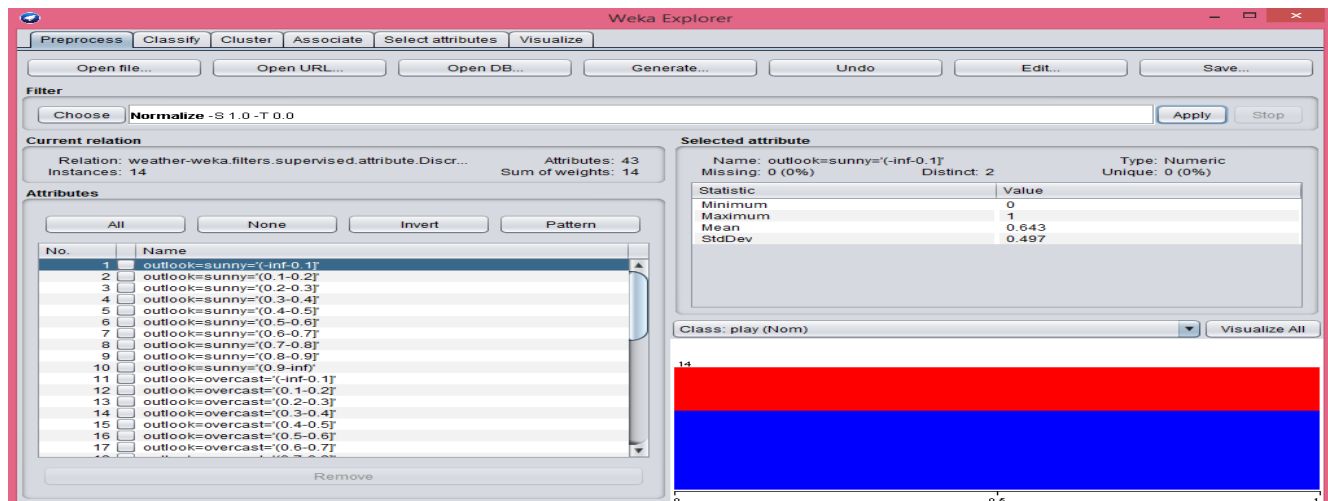 Weka Explorer
Preprocess Classify Cluster Associate Select attributes Visualize
Open file... Open URL... Open DB... Generate... Undo Edit... Save...
Filter
Choose Normalize -S 1.0 -T 0.0 Apply Stop
Current relation
Relation: weather-weka.filters.supervised.attribute.Discr... Attributes: 43
Instances: 14 Sum of weights: 14
Attributes
All None Invert Pattern
No. Name
1 outlook=sunny='(-inf-0.1]'
2 outlook=sunny='(0.1-0.2]'
3 outlook=sunny='(0.2-0.3]'
4 outlook=sunny='(0.3-0.4]'
5 outlook=sunny='(0.4-0.5]'
6 outlook=sunny='(0.5-0.6]'
7 outlook=sunny='(0.6-0.7]'
8 outlook=sunny='(0.7-0.8]'
9 outlook=sunny='(0.8-0.9]'
10 outlook=sunny='(0.9-inf)'
11 outlook=overcast='(-inf-0.1]'
12 outlook=overcast='(0.1-0.2]'
13 outlook=overcast='(0.2-0.3]'
14 outlook=overcast='(0.3-0.4]'
15 outlook=overcast='(0.4-0.5]'
16 outlook=overcast='(0.5-0.6]'
17 outlook=overcast='(0.6-0.7]'
Remove
Selected attribute
Name: outlook=sunny='(-inf-0.1]' Type: Numeric
Missing: 0 (0%) Distinct: 2 Unique: 0 (0%)
Statistic Value
Minimum 0
Maximum 1
Mean 0.643
StdDev 0.497
Class: play (Nom) Visualize All
14
0 0.5 1